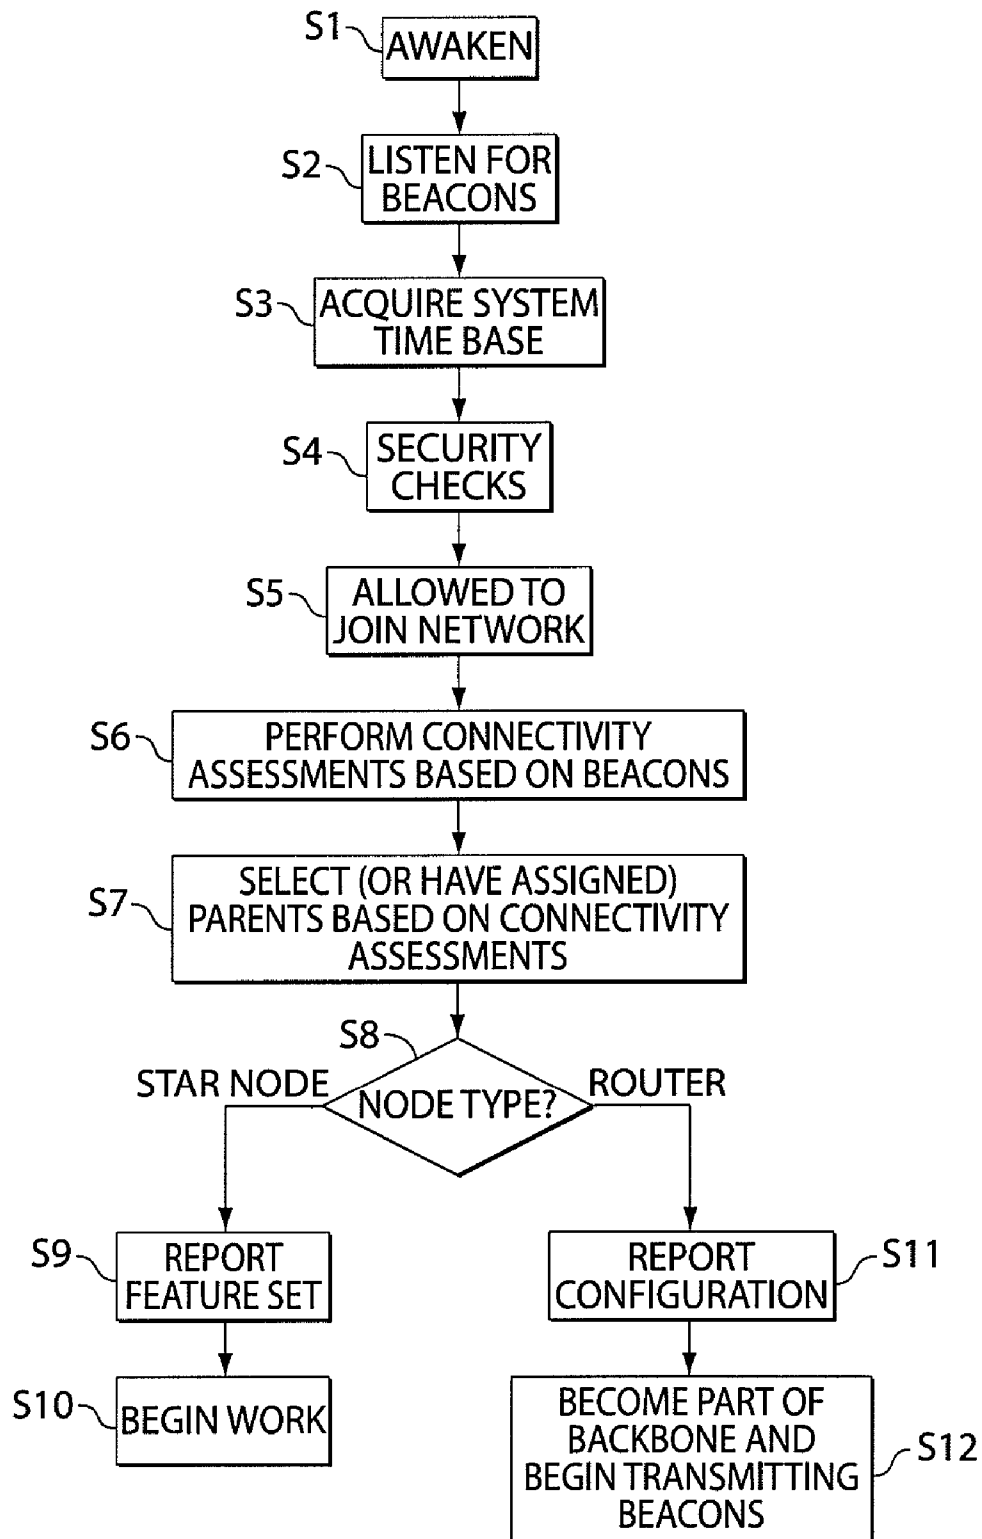 S1
AWAKEN
S2
LISTEN FOR
BEACONS
S3
ACQUIRE SYSTEM
TIME BASE
S4
SECURITY
CHECKS
S5
ALLOWED TO
JOIN NETWORK
S6
PERFORM CONNECTIVITY
ASSESSMENTS BASED ON BEACONS
S7
SELECT (OR HAVE ASSIGNED)
PARENTS BASED ON CONNECTIVITY
ASSESSMENTS
S8
NODE TYPE?
STAR NODE
ROUTER
S9
REPORT
FEATURE SET
S10
BEGIN WORK
REPORT
CONFIGURATION
S11
BECOME PART OF
BACKBONE AND
BEGIN TRANSMITTING
BEACONS
S12